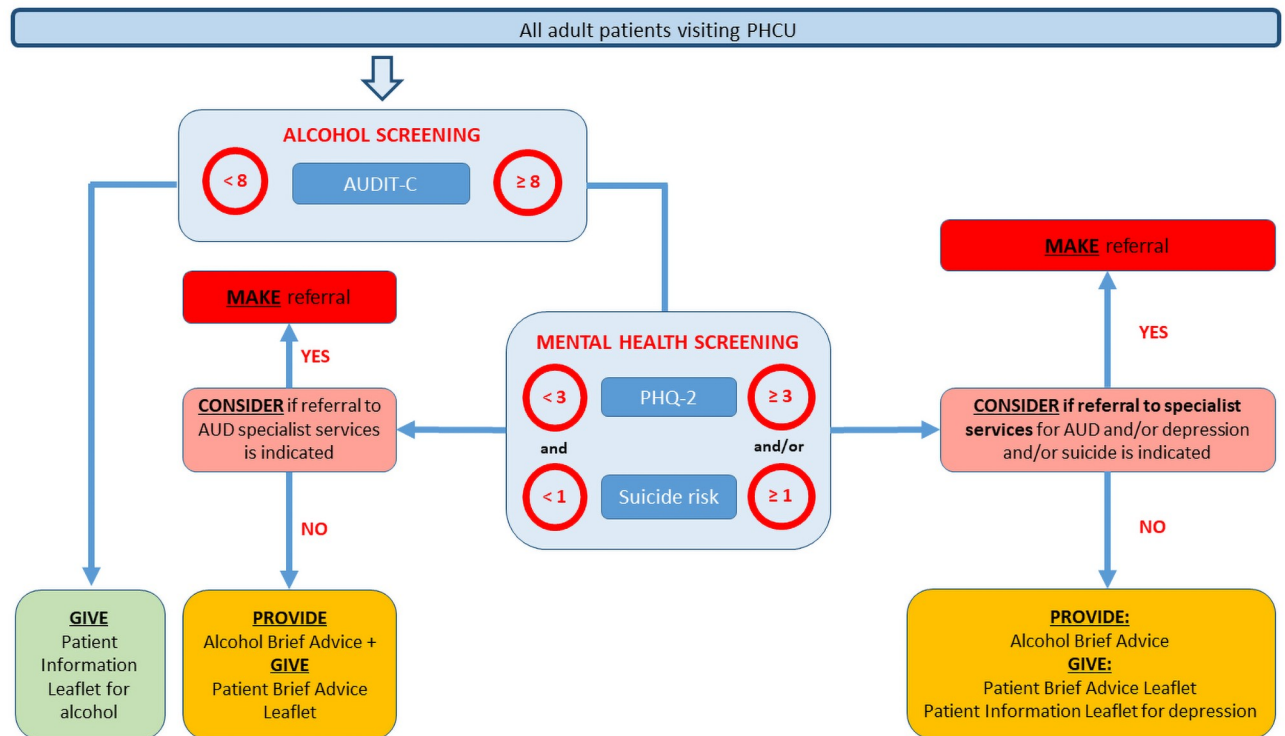 All adult patients visiting PHCU
ALCOHOL SCREENING
< 8
AUDIT-C
≥ 8
MAKE referral
YES
CONSIDER if referral to
AUD specialist services
is indicated
NO
MENTAL HEALTH SCREENING
< 3
PHQ-2
≥ 3
and
and/or
< 1
Suicide risk
≥ 1
MAKE referral
YES
CONSIDER if referral to specialist
services for AUD and/or depression
and/or suicide is indicated
NO
GIVE
Patient
Information
Leaflet for
alcohol
PROVIDE
Alcohol Brief Advice +
GIVE
Patient Brief Advice
Leaflet
PROVIDE:
Alcohol Brief Advice
GIVE:
Patient Brief Advice Leaflet
Patient Information Leaflet for depression